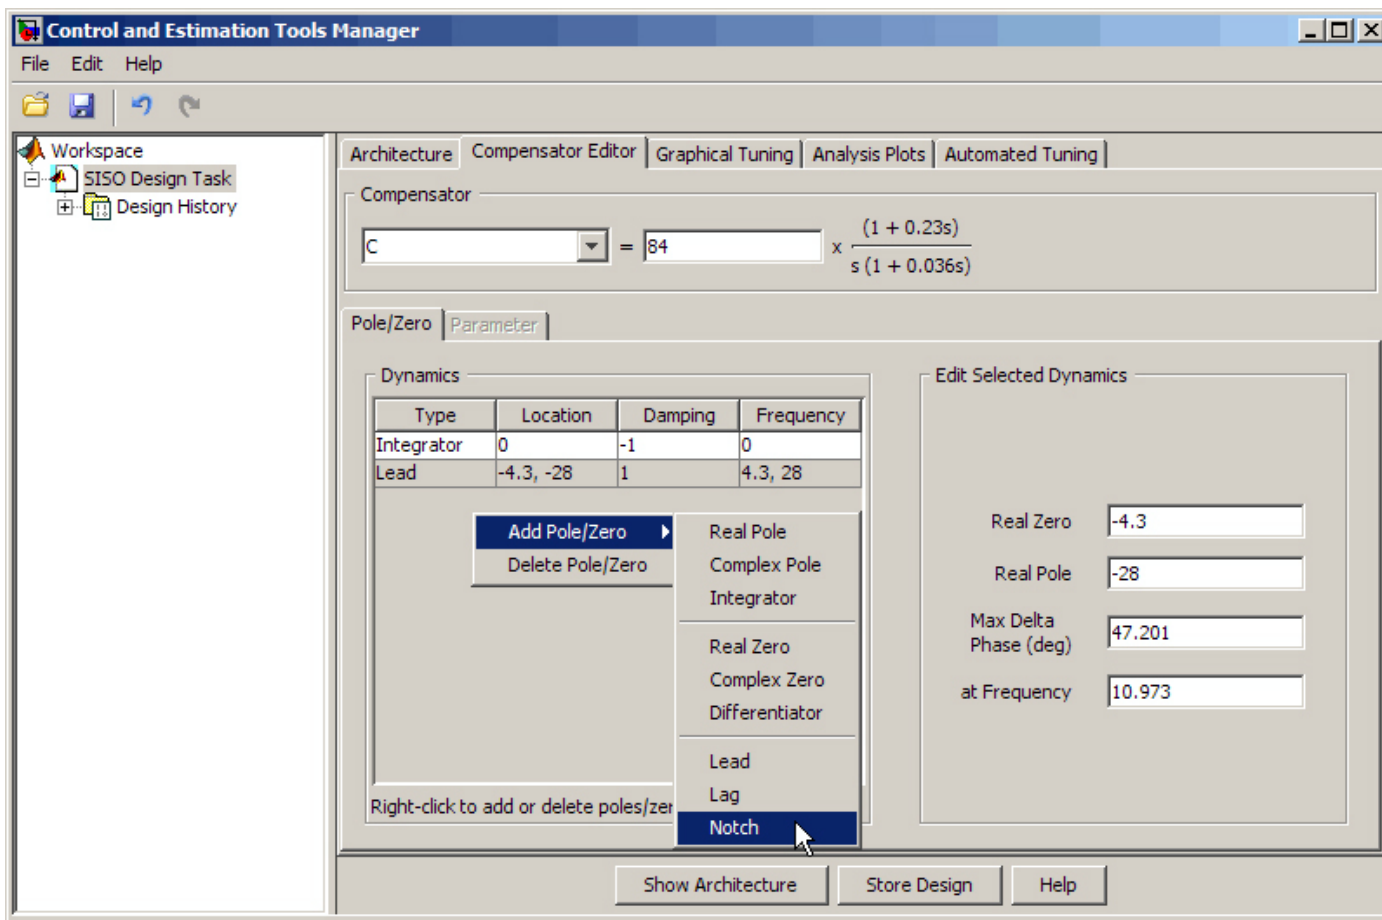 Control and Estimation Tools Manager
File Edit Help
Workspace
SISO Design Task
Design History
Architecture Compensator Editor Graphical Tuning Analysis Plots Automated Tuning
Compensator
C = 84 x (1 + 0.23s)
s (1 + 0.036s)
Pole/Zero Parameter
Dynamics
Type Location Damping Frequency
Integrator 0 -1 0
Lead -4.3, -28 1 4.3, 28
Add Pole/Zero
Delete Pole/Zero
Real Pole
Complex Pole
Integrator
Real Zero
Complex Zero
Differentiator
Lead
Lag
Notch
Right-click to add or delete poles/zer
Edit Selected Dynamics
Real Zero -4.3
Real Pole -28
Max Delta
Phase (deg) 47.201
at Frequency 10.973
Show Architecture Store Design Help